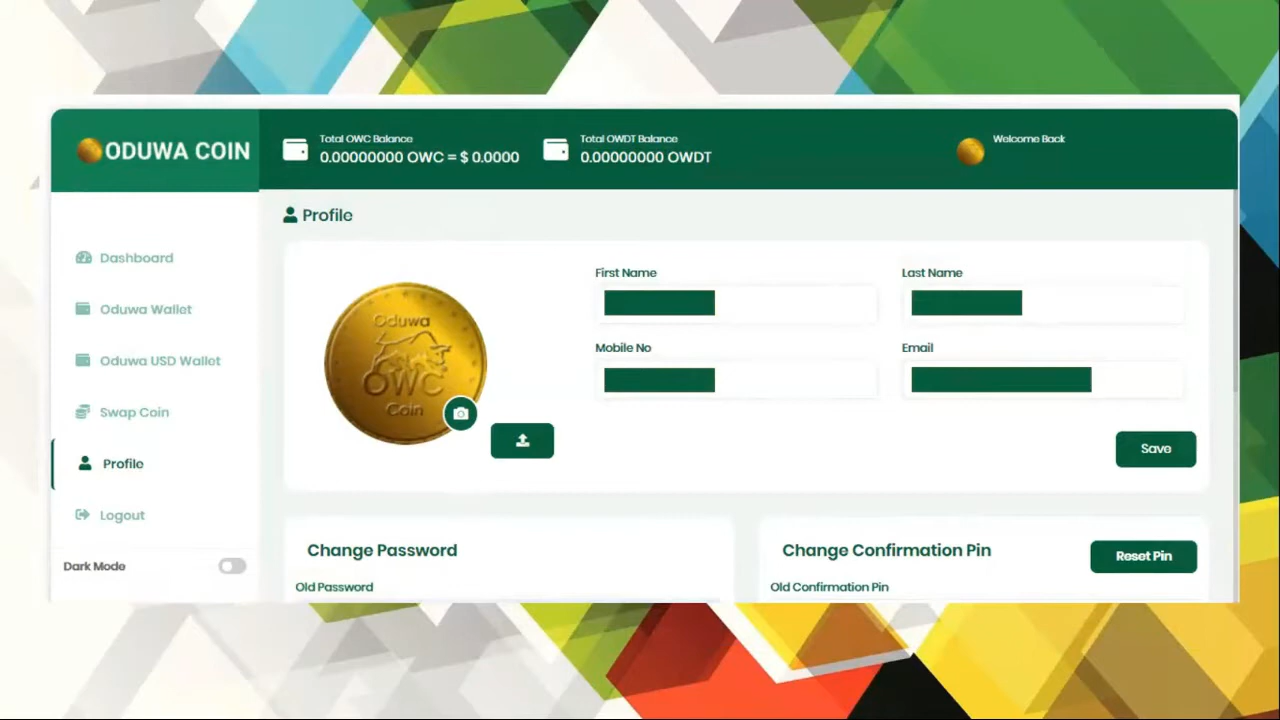 ODUWA COIN
Total OWC Balance
0.00000000 OWC = $ 0.0000
Total OWDT Balance
0.00000000 OWDT
Welcome Back
Profile
Dashboard
Oduwa Wallet
Oduwa USD Wallet
Swap Coin
Profile
Logout
Dark Mode
Oduwa
OWC
Coin
First Name
Last Name
Mobile No
Email
Save
Change Password
Old Password
Change Confirmation Pin
Reset Pin
Old Confirmation Pin